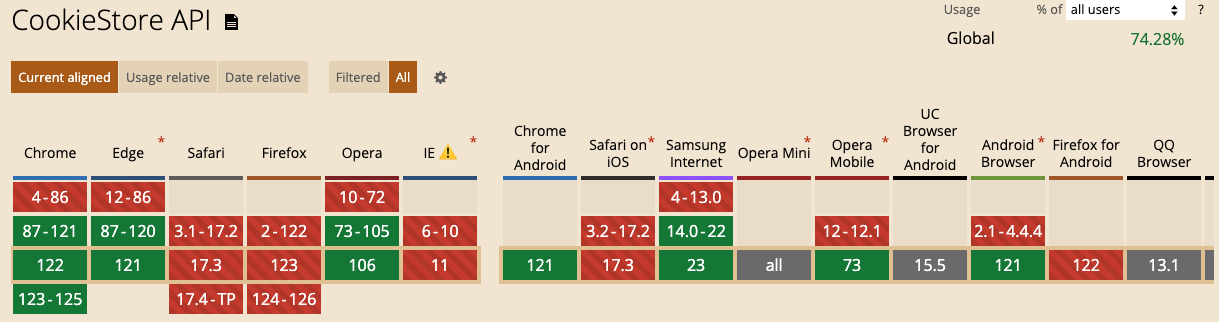 CookieStore API
Usage % of all users ?
Global 74.28%
Current aligned Usage relative Date relative Filtered All
Chrome Edge * Safari Firefox Opera IE * Chrome for Android Safari on iOS * Samsung Internet Opera Mini * Opera Mobile * UC Browser for Android Android Browser * Firefox for Android QQ Browser
4-86 12-86 10-72 4-13.0
87-121 87-120 3.1-17.2 2-122 73-105 6-10 3.2-17.2 14.0-22 12-12.1 2.1-4.4.4
122 121 17.3 123 106 11 121 17.3 23 all 73 15.5 121 122 13.1
123-125 17.4-TP 124-126